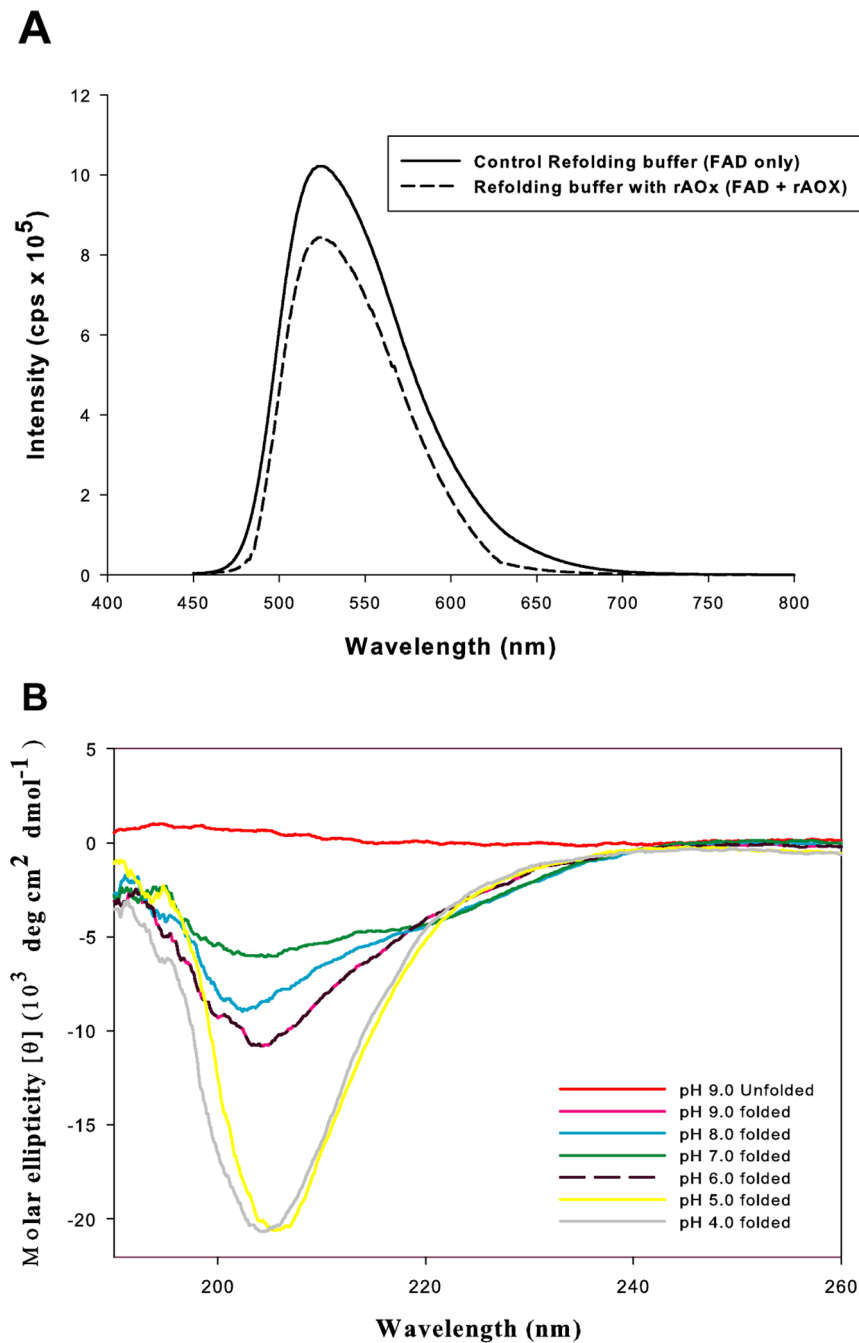 A
12
10
8
6
4
2
0
Intensity (cps x 10^5)
Control Refolding buffer (FAD only)
Refolding buffer with rAOx (FAD + rAOX)
400 450 500 550 600 650 700 750 800
Wavelength (nm)
B
5
0
-5
-10
-15
-20
Molar ellipticity [θ] (10^3 deg cm^2 dmol^-1)
pH 9.0 Unfolded
pH 9.0 folded
pH 8.0 folded
pH 7.0 folded
pH 6.0 folded
pH 5.0 folded
pH 4.0 folded
200 220 240 260
Wavelength (nm)